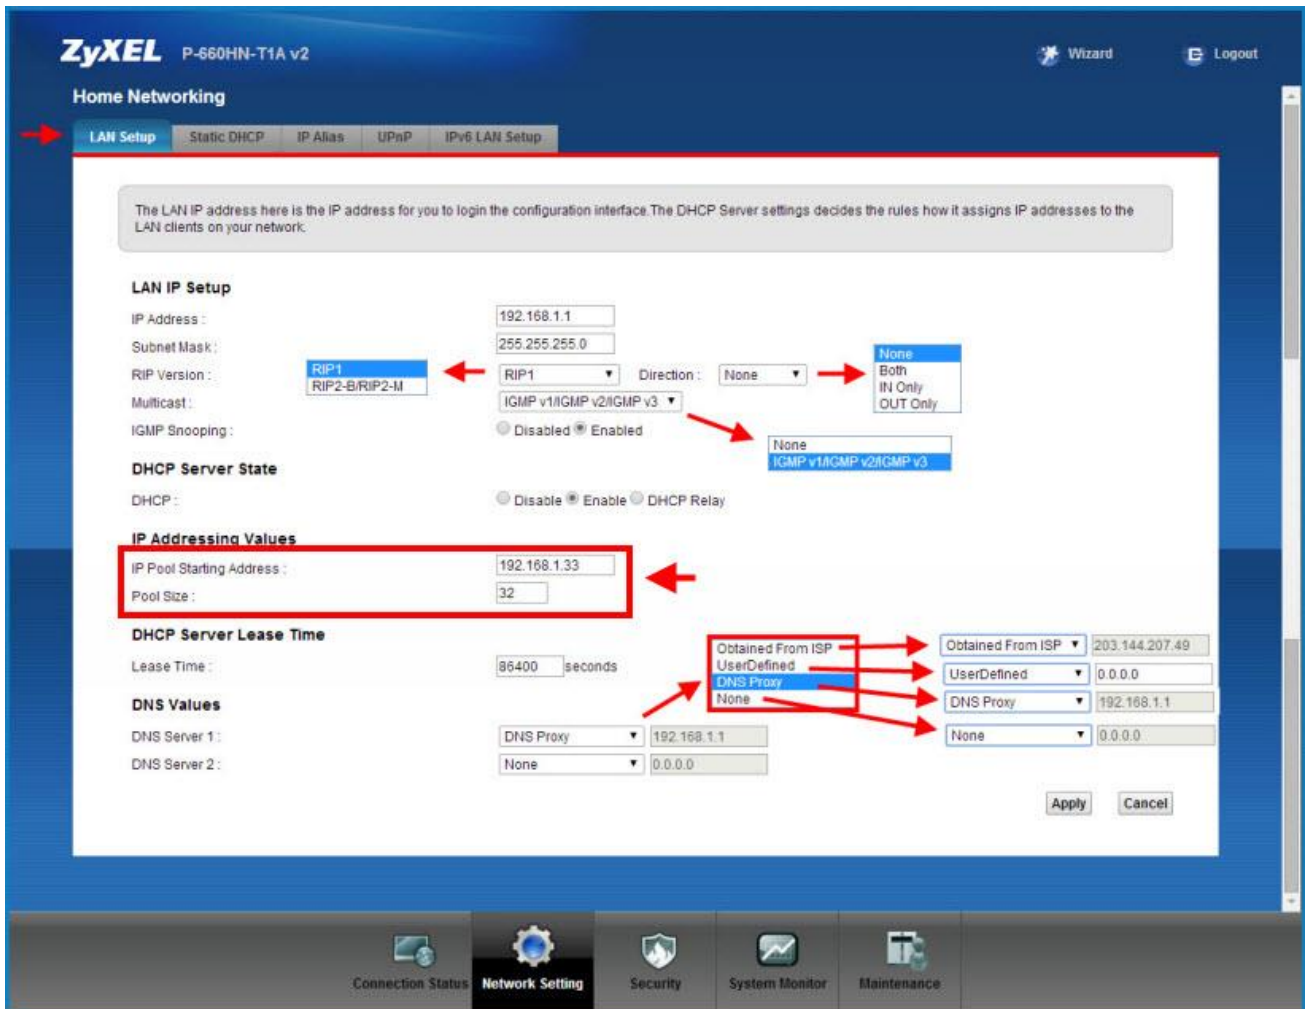 ZyXEL P-660HN-T1A v2
Wizard Logout
Home Networking
LAN Setup Static DHCP IP Alias UPnP IPv6 LAN Setup
The LAN IP address here is the IP address for you to login the configuration interface.The DHCP Server settings decides the rules how it assigns IP addresses to the
LAN clients on your network.
LAN IP Setup
IP Address : 192.168.1.1
Subnet Mask : 255.255.255.0
RIP Version : RIP1 Direction : None
RIP1
RIP2-B/RIP2-M
None
Both
IN Only
OUT Only
Multicast : IGMP v1/IGMP v2/IGMP v3
IGMP Snooping : Disabled Enabled
None
IGMP v1/IGMP v2/IGMP v3
DHCP Server State
DHCP : Disable Enable DHCP Relay
IP Addressing Values
IP Pool Starting Address : 192.168.1.33
Pool Size : 32
DHCP Server Lease Time
Lease Time : 86400 seconds
Obtained From ISP
UserDefined
DNS Proxy
None
Obtained From ISP 203.144.207.49
UserDefined 0.0.0.0
DNS Proxy 192.168.1.1
None 0.0.0.0
DNS Values
DNS Server 1 : DNS Proxy 192.168.1.1
DNS Server 2 : None 0.0.0.0
Apply Cancel
Connection Status Network Setting Security System Monitor Maintenance